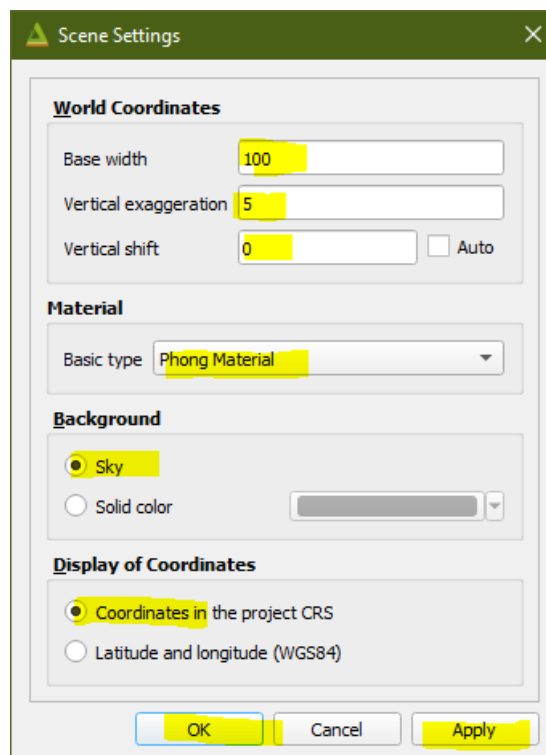 Scene Settings
World Coordinates
Base width 100
Vertical exaggeration 5
Vertical shift 0 Auto
Material
Basic type Phong Material
Background
Sky
Solid color
Display of Coordinates
Coordinates in the project CRS
Latitude and longitude (WGS84)
OK Cancel Apply